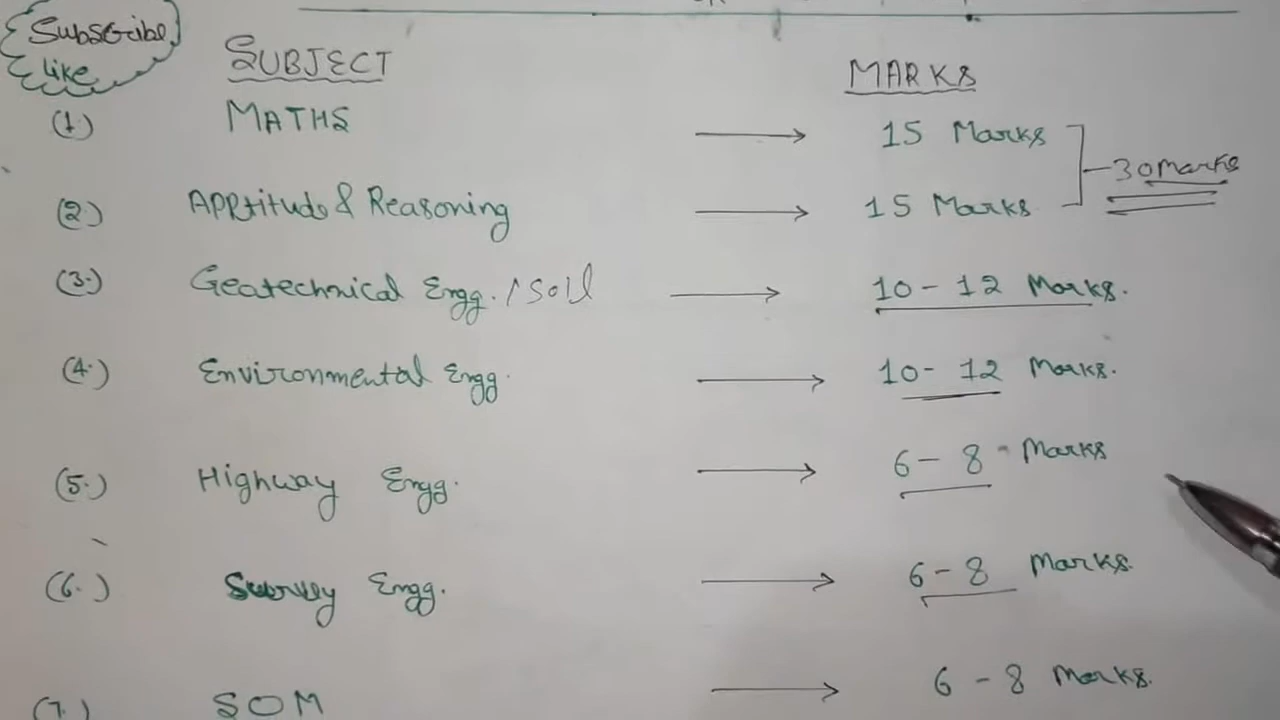 Subscribe
like
SUBJECT MARKS
(1.) MATHS → 15 Marks
30 marks
(2.) Apptitude & Reasoning → 15 Marks
(3.) Geotechnical Engg. / Soil → 10 - 12 Marks.
(4.) Environmental Engg. → 10 - 12 Marks.
(5.) Highway Engg. → 6 - 8 - Marks
(6.) Survey Engg. → 6 - 8 Marks.
(7.) SOM → 6 - 8 Marks.